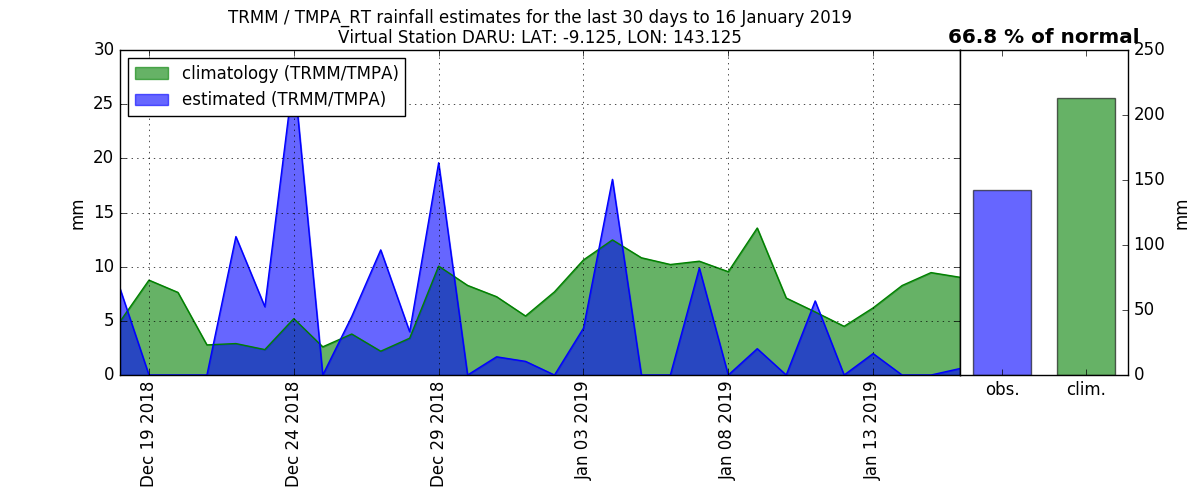 TRMM / TMPA_RT rainfall estimates for the last 30 days to 16 January 2019
Virtual Station DARU: LAT: -9.125, LON: 143.125
66.8 % of normal
climatology (TRMM/TMPA)
estimated (TRMM/TMPA)
30
25
20
15
10
5
0
mm
Dec 19 2018
Dec 24 2018
Dec 29 2018
Jan 03 2019
Jan 08 2019
Jan 13 2019
250
200
150
100
50
0
mm
obs.
clim.